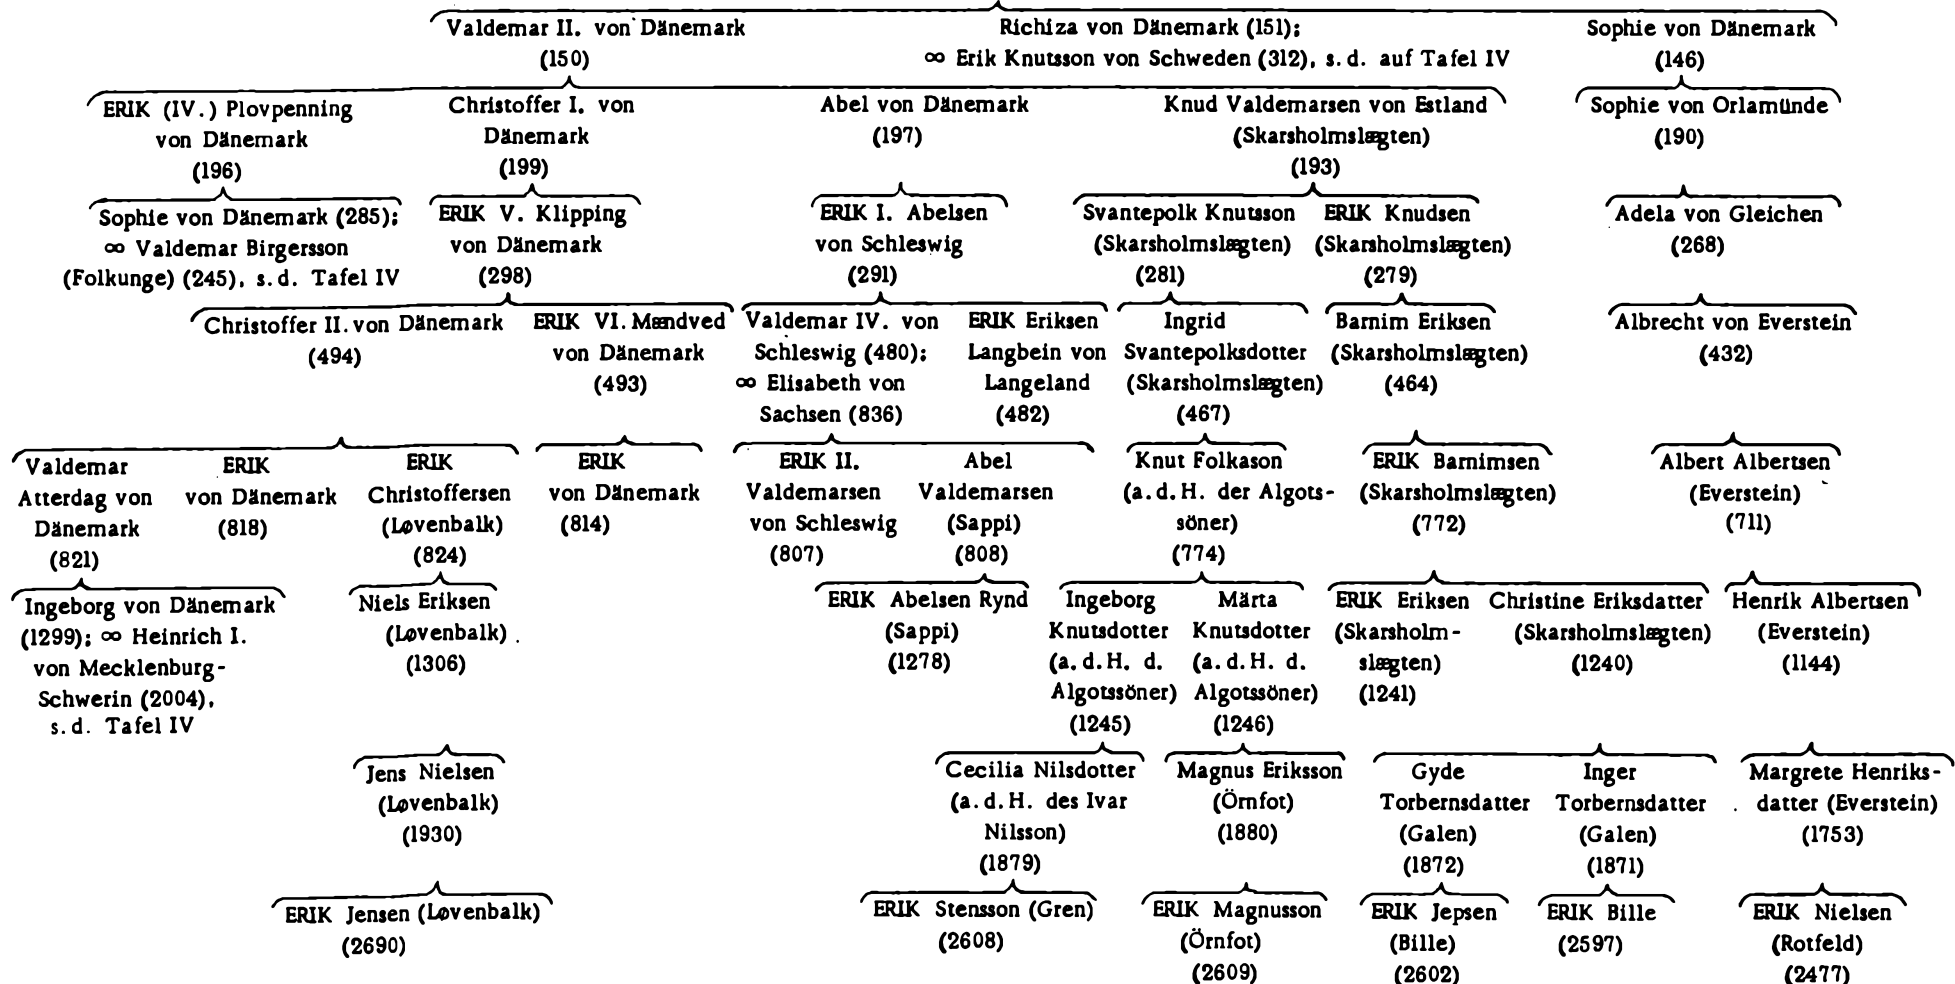 Valdemar II. von Dänemark
(150)
Richiza von Dänemark (151);
∞ Erik Knutsson von Schweden (312), s.d. auf Tafel IV
Sophie von Dänemark
(146)
ERIK (IV.) Plovpenning
von Dänemark
(196)
Christoffer I. von
Dänemark
(199)
Abel von Dänemark
(197)
Knud Valdemarsen von Estland
(Skarsholmslægten)
(193)
Sophie von Orlamünde
(190)
Sophie von Dänemark (285);
∞ Valdemar Birgersson
(Folkunge) (245), s.d. Tafel IV
ERIK V. Klipping
von Dänemark
(298)
ERIK I. Abelsen
von Schleswig
(291)
Svantepolk Knutsson
(Skarsholmslægten)
(281)
ERIK Knudsen
(Skarsholmslægten)
(279)
Adela von Gleichen
(268)
Christoffer II. von Dänemark
(494)
ERIK VI. Mændved
von Dänemark
(493)
Valdemar IV. von
Schleswig (480);
∞ Elisabeth von
Sachsen (836)
ERIK Eriksen
Langbein von
Langeland
(482)
Ingrid
Svantepolksdotter
(Skarsholmslægten)
(467)
Barnim Eriksen
(Skarsholmslægten)
(464)
Albrecht von Everstein
(432)
Valdemar
Atterdag von
Dänemark
(821)
ERIK
von Dänemark
(818)
ERIK
Christoffersen
(Løvenbalk)
(824)
ERIK
von Dänemark
(814)
ERIK II.
Valdemarsen
von Schleswig
(807)
Abel
Valdemarsen
(Sappi)
(808)
Knut Folkason
(a.d.H. der Algots-
söner)
(774)
ERIK Barnimsen
(Skarsholmslægten)
(772)
Albert Albertsen
(Everstein)
(711)
Ingeborg von Dänemark
(1299); ∞ Heinrich I.
von Mecklenburg-
Schwerin (2004),
s.d. Tafel IV
Niels Eriksen
(Løvenbalk)
(1306)
ERIK Abelsen Rynd
(Sappi)
(1278)
Ingeborg
Knutsdotter
(a.d.H. d.
Algotssöner)
(1245)
Märta
Knutsdotter
(a.d.H. d.
Algotssöner)
(1246)
ERIK Eriksen
(Skarsholm-
slægten)
(1241)
Christine Eriksdatter
(Skarsholmslægten)
(1240)
Henrik Albertsen
(Everstein)
(1144)
Jens Nielsen
(Løvenbalk)
(1930)
Cecilia Nilsdotter
(a.d.H. des Ivar
Nilsson)
(1879)
Magnus Eriksson
(Örnfot)
(1880)
Gyde
Torbernsdatter
(Galen)
(1872)
Inger
Torbernsdatter
(Galen)
(1871)
Margrete Henriks-
datter (Everstein)
(1753)
ERIK Jensen (Løvenbalk)
(2690)
ERIK Stensson (Gren)
(2608)
ERIK Magnusson
(Örnfot)
(2609)
ERIK Jepsen
(Bille)
(2602)
ERIK Bille
(2597)
ERIK Nielsen
(Rotfeld)
(2477)